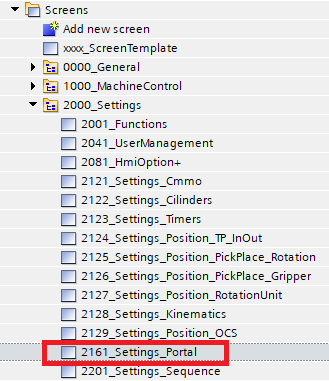 Screens
Add new screen
xxxx_ScreenTemplate
0000_General
1000_MachineControl
2000_Settings
2001_Functions
2041_UserManagement
2081_HmiOption+
2121_Settings_Cmmo
2122_Settings_Cilinders
2123_Settings_Timers
2124_Settings_Position_TP_InOut
2125_Settings_Position_PickPlace_Rotation
2126_Settings_Position_PickPlace_Gripper
2127_Settings_Position_RotationUnit
2128_Settings_Kinematics
2129_Settings_Position_OCS
2161_Settings_Portal
2201_Settings_Sequence